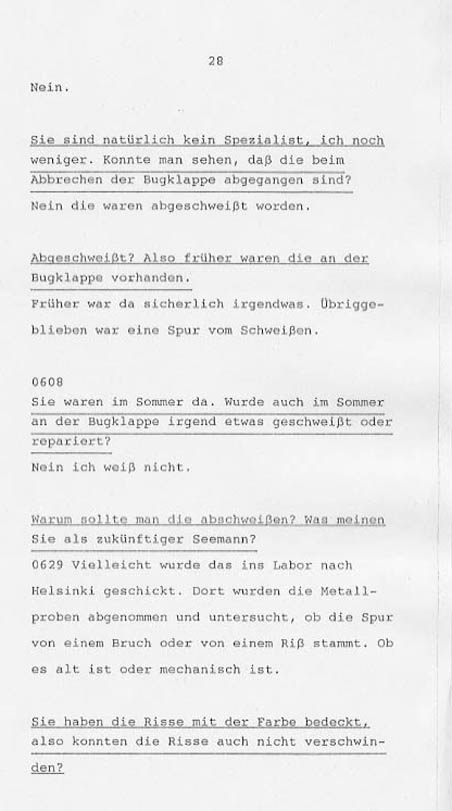 28
Nein.
Sie sind natürlich kein Spezialist, ich noch
weniger. Konnte man sehen, daß die beim
Abbrechen der Bugklappe abgegangen sind?
Nein die waren abgeschweißt worden.
Abgeschweißt? Also früher waren die an der
Bugklappe vorhanden.
Früher war da sicherlich irgendwas. Übrigge-
blieben war eine Spur vom Schweißen.
0608
Sie waren im Sommer da. Wurde auch im Sommer
an der Bugklappe irgend etwas geschweißt oder
repariert?
Nein ich weiß nicht.
Warum sollte man die abschweißen? Was meinen
Sie als zukünftiger Seemann?
0629 Vielleicht wurde das ins Labor nach
Helsinki geschickt. Dort wurden die Metall-
proben abgenommen und untersucht, ob die Spur
von einem Bruch oder von einem Riß stammt. Ob
es alt ist oder mechanisch ist.
Sie haben die Risse mit der Farbe bedeckt,
also konnten die Risse auch nicht verschwin-
den?